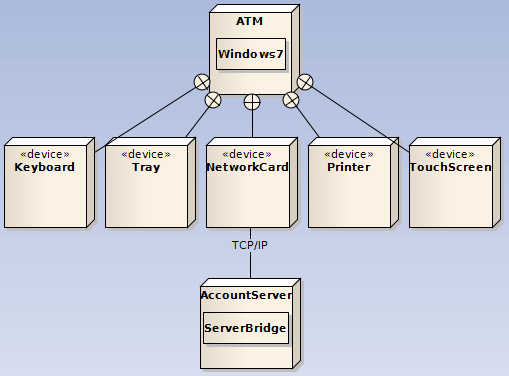 ATM
Windows7
«device» «device» «device» «device» «device»
Keyboard Tray NetworkCard Printer TouchScreen
TCP/IP
AccountServer
ServerBridge